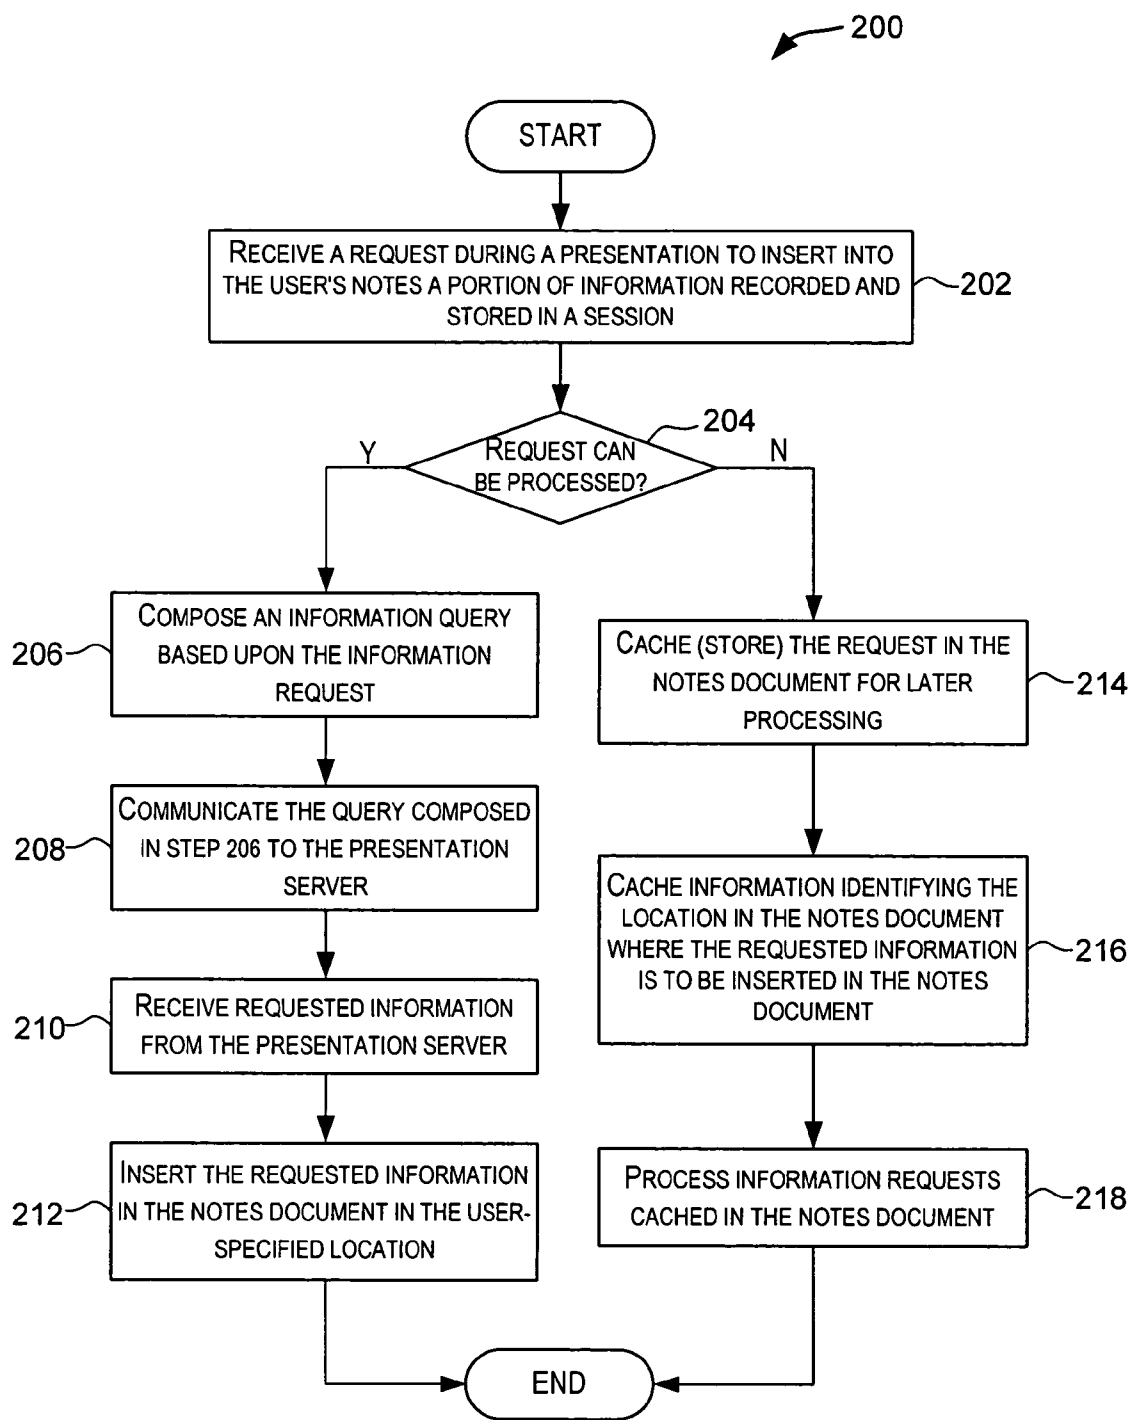 200
START
RECEIVE A REQUEST DURING A PRESENTATION TO INSERT INTO
THE USER'S NOTES A PORTION OF INFORMATION RECORDED AND
STORED IN A SESSION
202
204
REQUEST CAN
BE PROCESSED?
Y
N
206
COMPOSE AN INFORMATION QUERY
BASED UPON THE INFORMATION
REQUEST
208
COMMUNICATE THE QUERY COMPOSED
IN STEP 206 TO THE PRESENTATION
SERVER
210
RECEIVE REQUESTED INFORMATION
FROM THE PRESENTATION SERVER
212
INSERT THE REQUESTED INFORMATION
IN THE NOTES DOCUMENT IN THE USER-
SPECIFIED LOCATION
CACHE (STORE) THE REQUEST IN THE
NOTES DOCUMENT FOR LATER
PROCESSING
214
CACHE INFORMATION IDENTIFYING THE
LOCATION IN THE NOTES DOCUMENT
WHERE THE REQUESTED INFORMATION
IS TO BE INSERTED IN THE NOTES
DOCUMENT
216
PROCESS INFORMATION REQUESTS
CACHED IN THE NOTES DOCUMENT
218
END